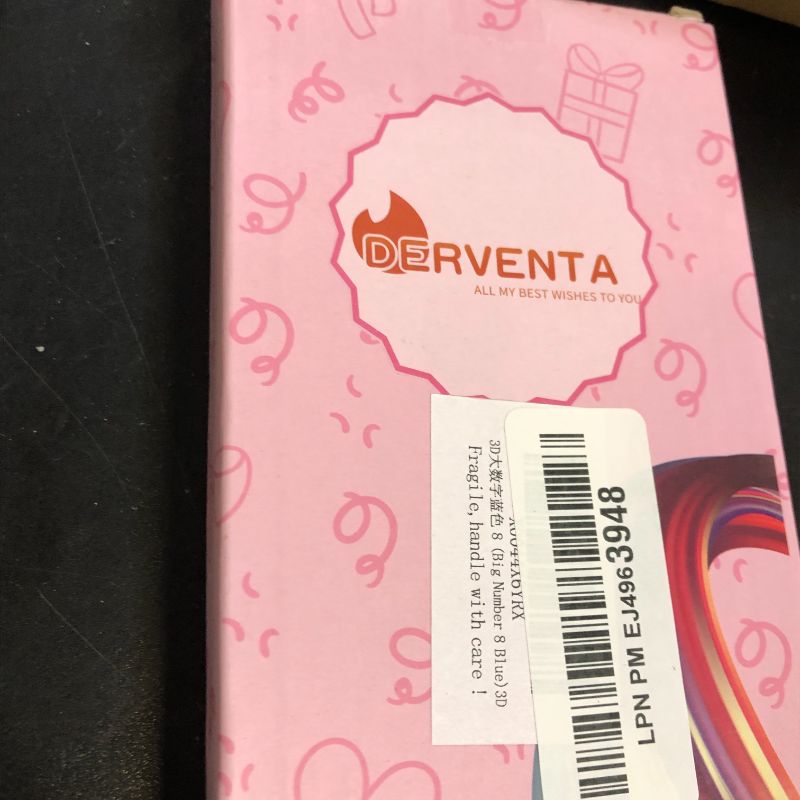 DERVENTA
ALL MY BEST WISHES TO YOU
3D大数字蓝色 8 (Big Number 8 Blue)3D
Fragile, handle with care !
LPN PM EJ4963948